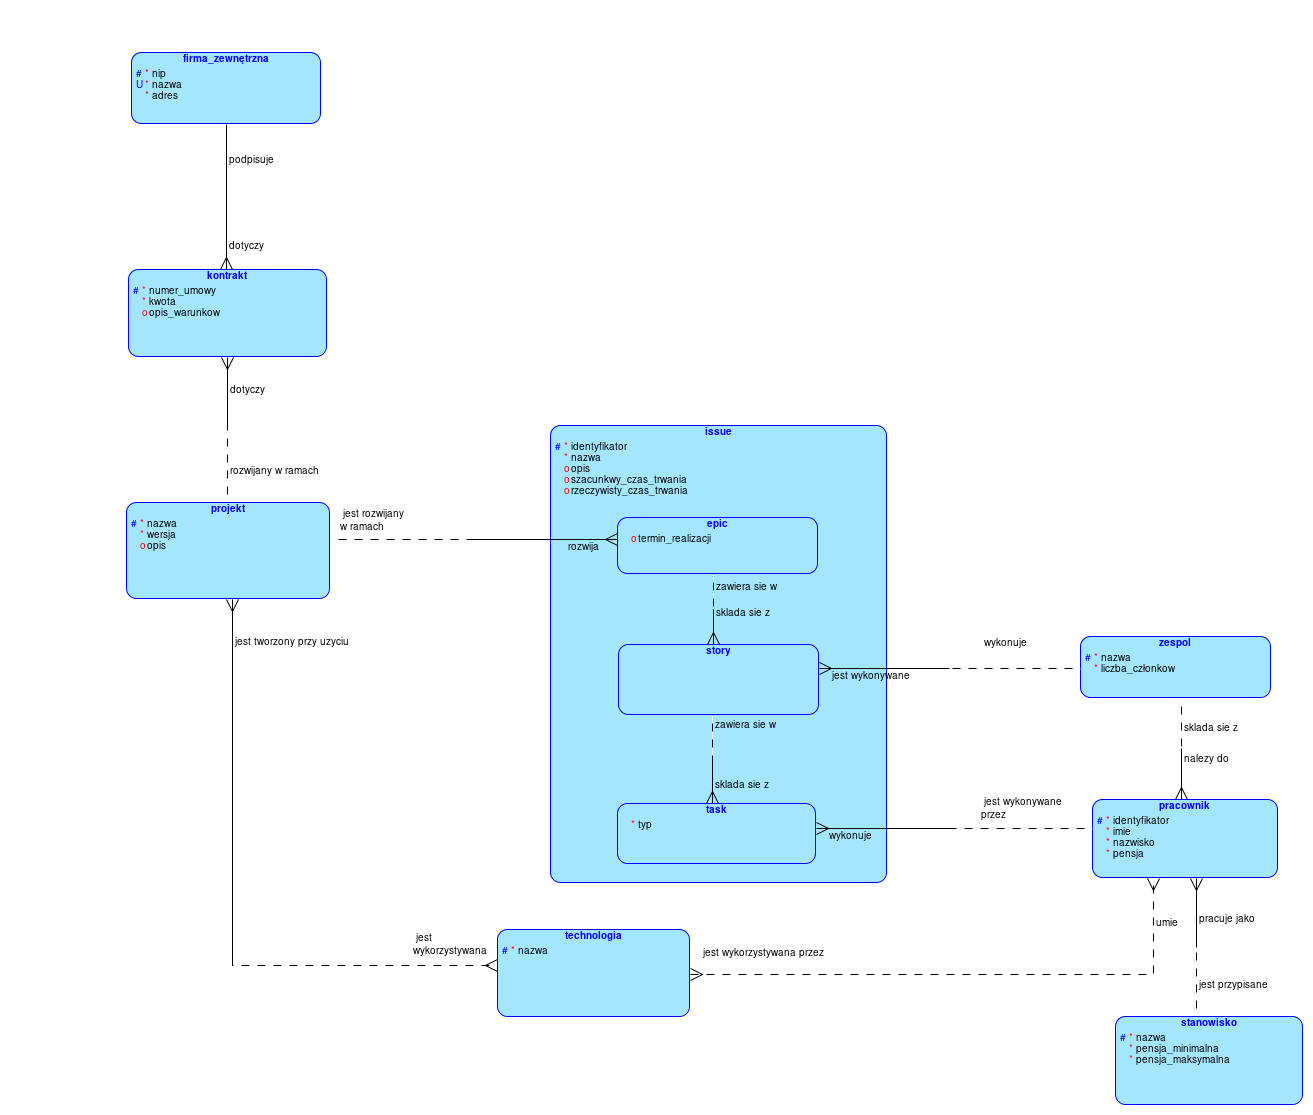 firma_zewnętrzna
# * nip
U * nazwa
* adres
podpisuje
dotyczy
kontrakt
# * numer_umowy
* kwota
o opis_warunkow
dotyczy
rozwijany w ramach
projekt
# * nazwa
* wersja
o opis
jest rozwijany
w ramach
rozwija
jest tworzony przy uzyciu
issue
# * identyfikator
* nazwa
o opis
o szacunkwy_czas_trwania
o rzeczywisty_czas_trwania
epic
o termin_realizacji
zawiera sie w
sklada sie z
story
zawiera sie w
sklada sie z
task
* typ
wykonuje
jest wykonywane
zespol
# * nazwa
* liczba_członkow
sklada sie z
nalezy do
jest wykonywane
przez
wykonuje
pracownik
# * identyfikator
* imie
* nazwisko
* pensja
umie
pracuje jako
jest
wykorzystywana
technologia
# * nazwa
jest wykorzystywana przez
jest przypisane
stanowisko
# * nazwa
* pensja_minimalna
* pensja_maksymalna